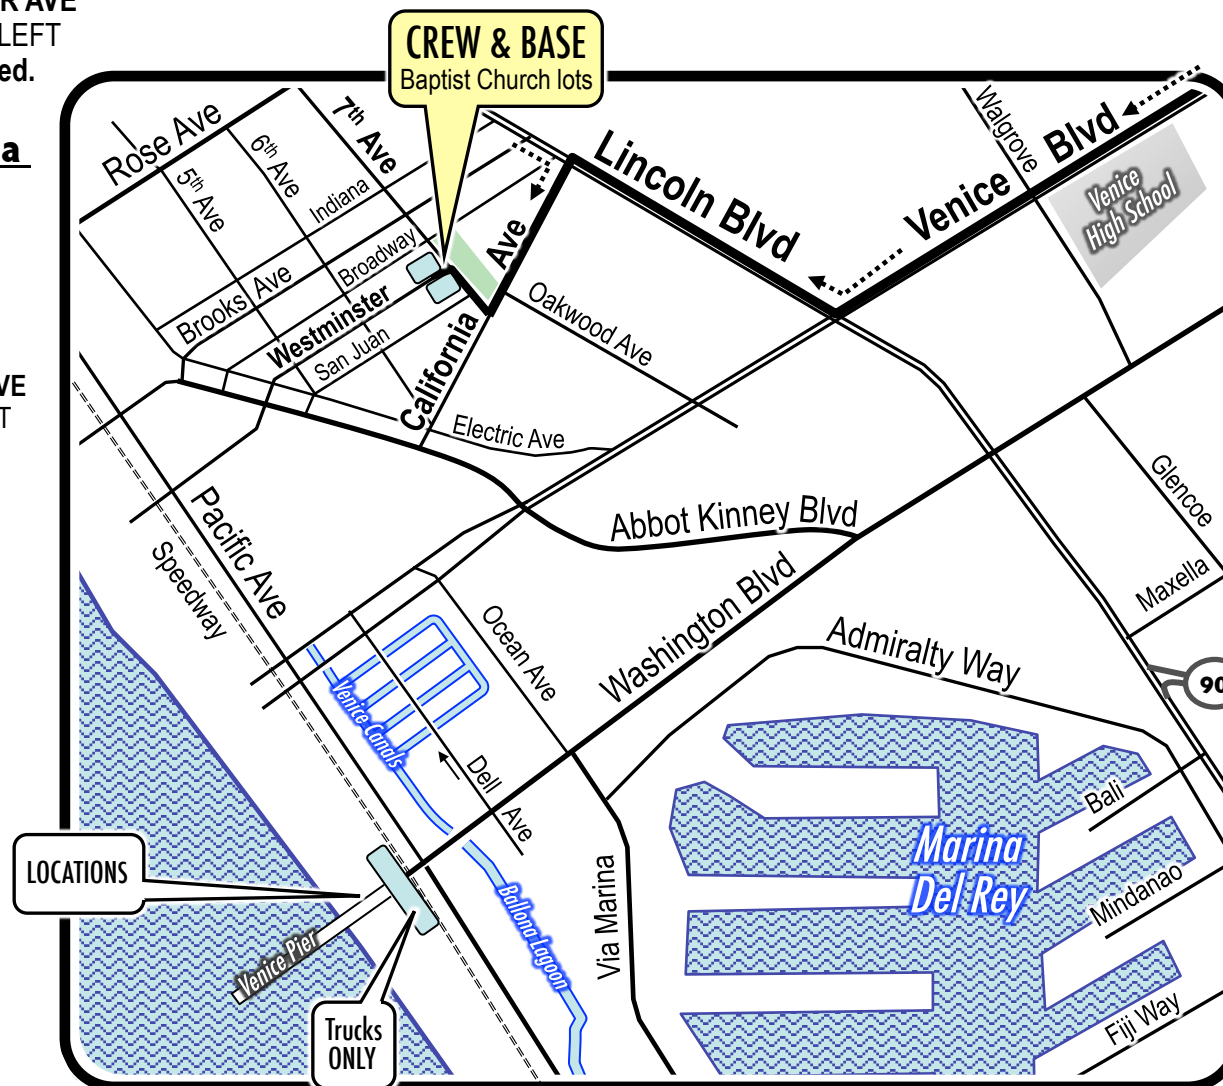 R AVE
LEFT
ed.
a
VE
T
CREW & BASE
Baptist Church lots
Rose Ave
7th Ave
6th Ave
5th Ave
Indiana
Brooks Ave
Broadway
Westminster
San Juan
California Ave
Lincoln Blvd
Venice Blvd
Walgrove
Venice
High School
Oakwood Ave
Electric Ave
Abbot Kinney Blvd
Pacific Ave
Speedway
Washington Blvd
Ocean Ave
Venice Canals
Dell Ave
Admiralty Way
Glencoe
Maxella
90
Bali
Marina
Del Rey
Mindanao
Fiji Way
Via Marina
Ballona Lagoon
LOCATIONS
Venice Pier
Trucks
ONLY